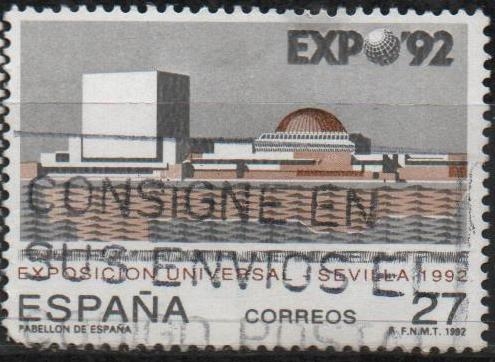 EXPO'92
CONSIGNE EN
SUS ENVIOS EL
EXPOSICION UNIVERSAL SEVILLA 1992
ESPAÑA CORREOS 27
PABELLON DE ESPAÑA F.N.M.T. 1992